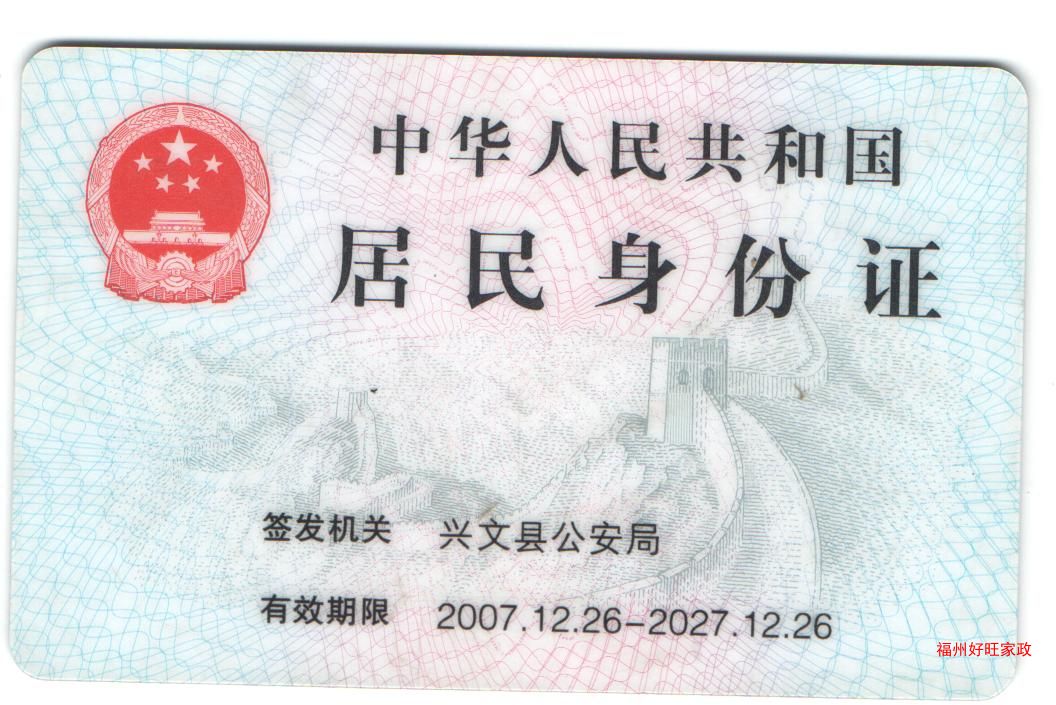 中华人民共和国
居民身份证
签发机关 兴文县公安局
有效期限 2007.12.26-2027.12.26
福州好旺家政